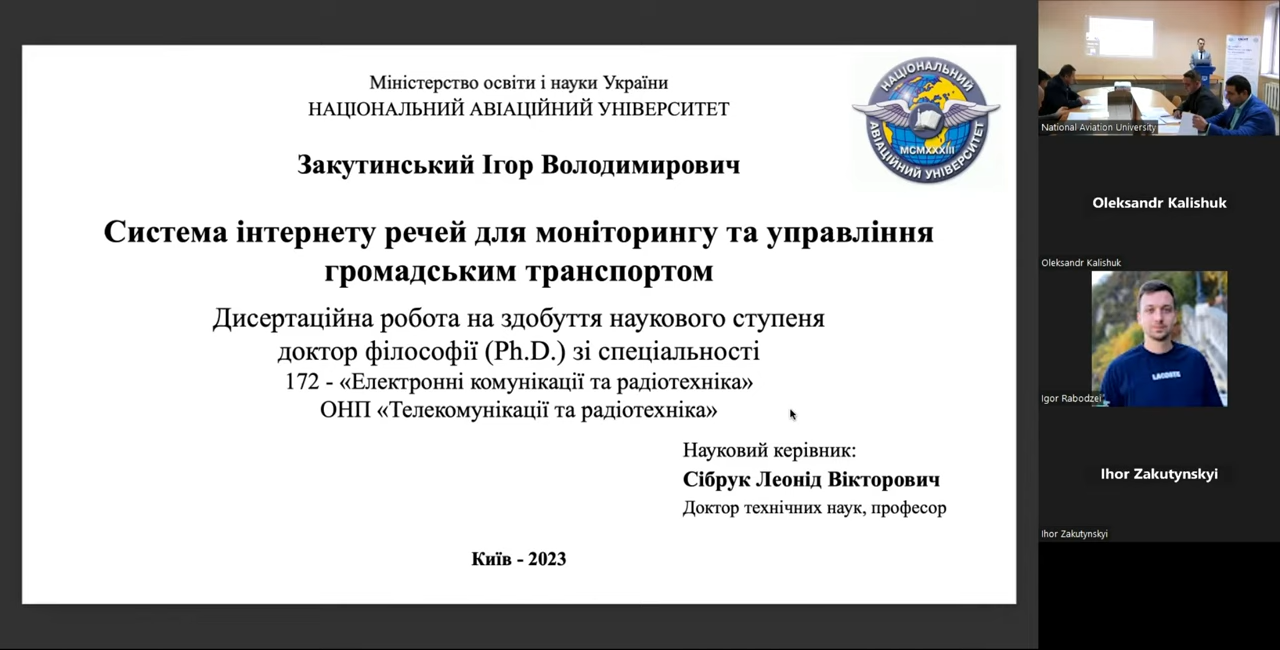 Міністерство освіти і науки України
НАЦІОНАЛЬНИЙ АВІАЦІЙНИЙ УНІВЕРСИТЕТ
Закутинський Ігор Володимирович
НАЦІОНАЛЬНИЙ
АВІАЦІЙНИЙ УНІВЕРСИТЕТ
MCMXXXIII
Система інтернету речей для моніторингу та управління
громадським транспортом
Дисертаційна робота на здобуття наукового ступеня
доктор філософії (Ph.D.) зі спеціальності
172 - «Електронні комунікації та радіотехніка»
ОНП «Телекомунікації та радіотехніка»
Науковий керівник:
Сібрук Леонід Вікторович
Доктор технічних наук, професор
Київ - 2023
National Aviation University
Oleksandr Kalishuk
Oleksandr Kalishuk
LACOSTE
Igor Rabodzei
Ihor Zakutynskyi
Ihor Zakutynskyi